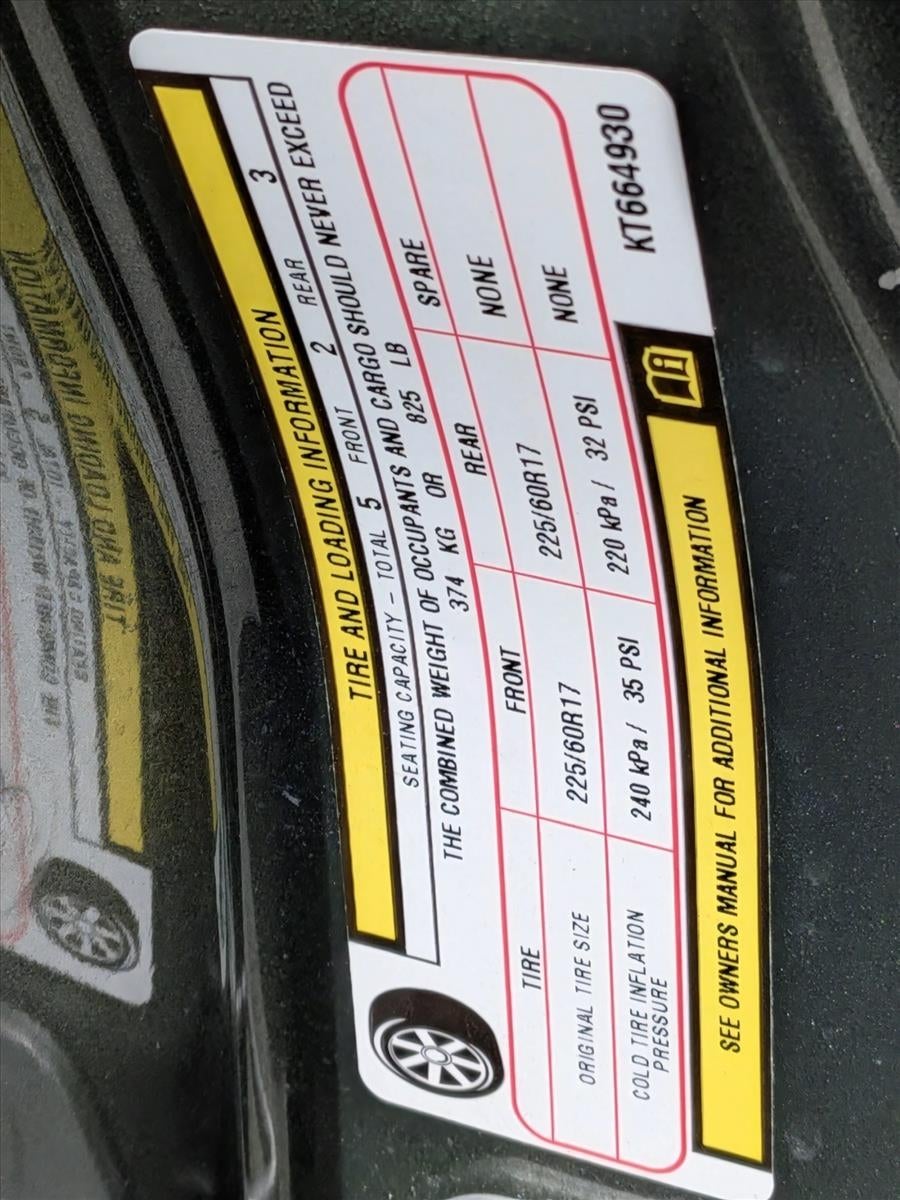 TIRE AND LOADING INFORMATION
SEATING CAPACITY – TOTAL 5 FRONT 2 REAR 3
THE COMBINED WEIGHT OF OCCUPANTS AND CARGO SHOULD NEVER EXCEED
374 KG OR 825 LB
TIRE FRONT REAR SPARE
ORIGINAL TIRE SIZE 225/60R17 225/60R17 NONE
COLD TIRE INFLATION PRESSURE 240 kPa / 35 PSI 220 kPa / 32 PSI NONE
SEE OWNERS MANUAL FOR ADDITIONAL INFORMATION
KT664930